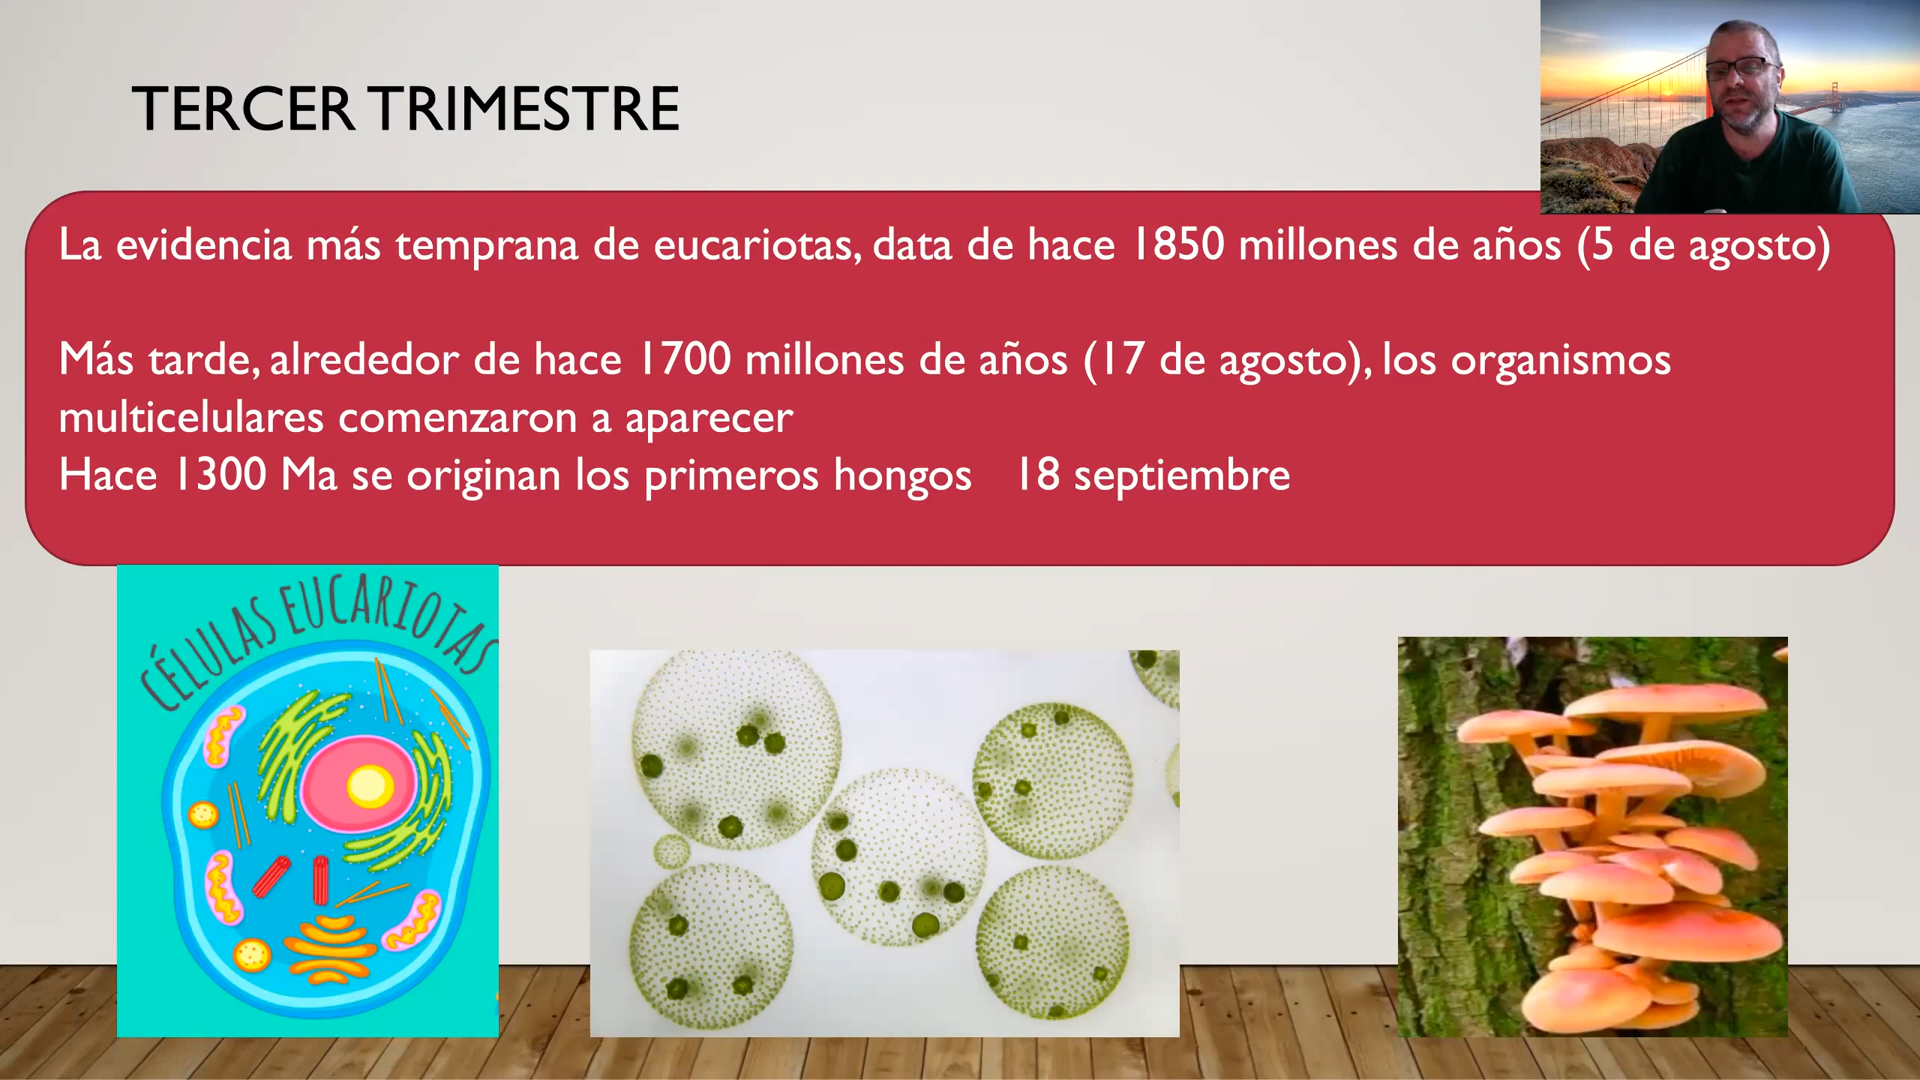 TERCER TRIMESTRE
La evidencia más temprana de eucariotas, data de hace 1850 millones de años (5 de agosto)
Más tarde, alrededor de hace 1700 millones de años (17 de agosto), los organismos
multicelulares comenzaron a aparecer
Hace 1300 Ma se originan los primeros hongos 18 septiembre
CÉLULAS EUCARIOTAS